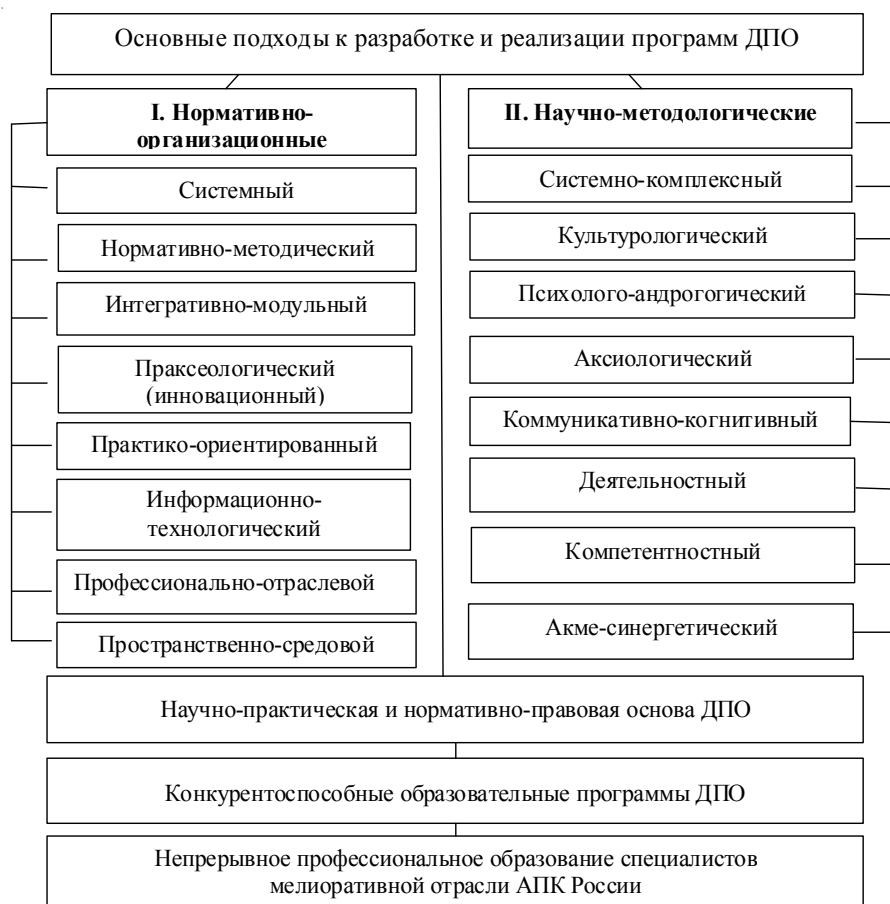 Основные подходы к разработке и реализации программ ДПО
I. Нормативно-
организационные
Системный
Нормативно-методический
Интегративно-модульный
Праксеологический
(инновационный)
Практико-ориентированный
Информационно-
технологический
Профессионально-отраслевой
Пространственно-средовой
II. Научно-методологические
Системно-комплексный
Культурологический
Психолого-андрогогический
Аксиологический
Коммуникативно-когнитивный
Деятельностный
Компетентностный
Акме-синергетический
Научно-практическая и нормативно-правовая основа ДПО
Конкурентоспособные образовательные программы ДПО
Непрерывное профессиональное образование специалистов
мелиоративной отрасли АПК России